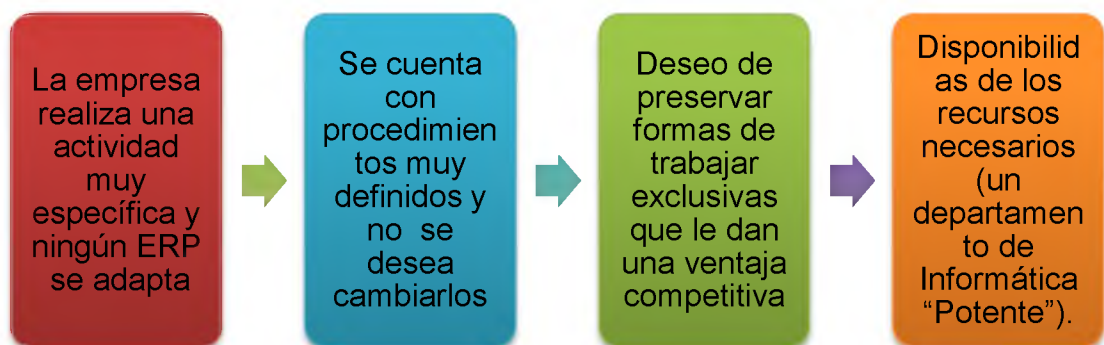 La empresa
realiza una
actividad
muy
específica y
ningún ERP
se adapta
Se cuenta
con
procedimien
tos muy
definidos y
no se
desea
cambiarlos
Deseo de
preservar
formas de
trabajar
exclusivas
que le dan
una ventaja
competitiva
Disponibilid
as de los
recursos
necesarios
(un
departamen
to de
Informática
“Potente”).